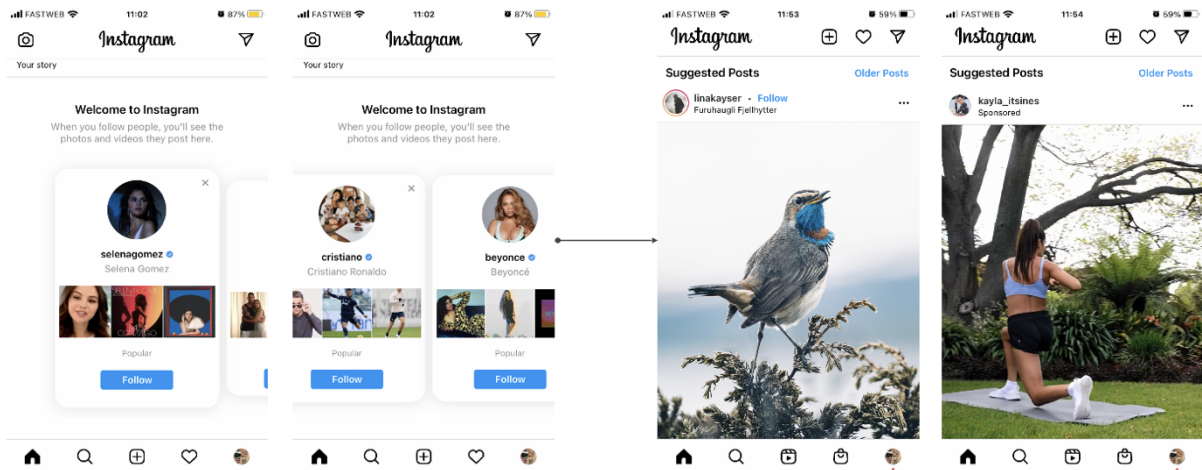 FASTWEB 11:02 87%
Instagram
Your story
Welcome to Instagram
When you follow people, you'll see the
photos and videos they post here.
selenagomez
Selena Gomez
Popular
Follow
FASTWEB 11:02 87%
Instagram
Your story
Welcome to Instagram
When you follow people, you'll see the
photos and videos they post here.
cristiano
Cristiano Ronaldo
Popular
Follow
beyonce
Beyoncé
Popular
Follow
FASTWEB 11:53 59%
Instagram
Suggested Posts Older Posts
linakayser • Follow
Furuhaugli Fjellhytter
FASTWEB 11:54 59%
Instagram
Suggested Posts Older Posts
kayla_itsines
Sponsored